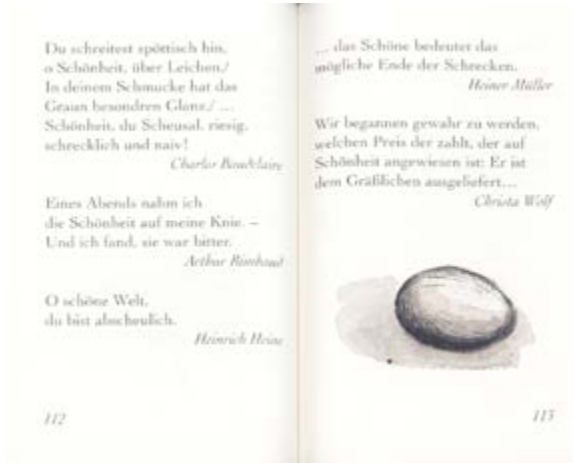 Du schreitest spöttisch hin,
o Schönheit, über Leichen./
In deinem Schmucke hat das
Graun besondren Glanz./ ...
Schönheit, du Scheusal, riesig,
schrecklich und naiv!
Charles Baudelaire
Eines Abends nahm ich
die Schönheit auf meine Knie. –
Und ich fand, sie war bitter.
Arthur Rimbaud
O schöne Welt,
du bist abscheulich.
Heinrich Heine
112
... das Schöne bedeutet das
mögliche Ende der Schrecken.
Heiner Müller
Wir begannen gewahr zu werden,
welchen Preis der zahlt, der auf
Schönheit angewiesen ist: Er ist
dem Gräßlichen ausgeliefert...
Christa Wolf
113